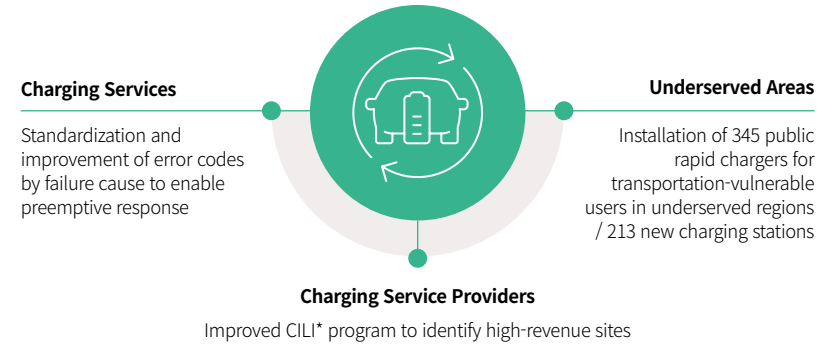 Charging Services
Standardization and
improvement of error codes
by failure cause to enable
preemptive response
Underserved Areas
Installation of 345 public
rapid chargers for
transportation-vulnerable
users in underserved regions
/ 213 new charging stations
Charging Service Providers
Improved CILI* program to identify high-revenue sites